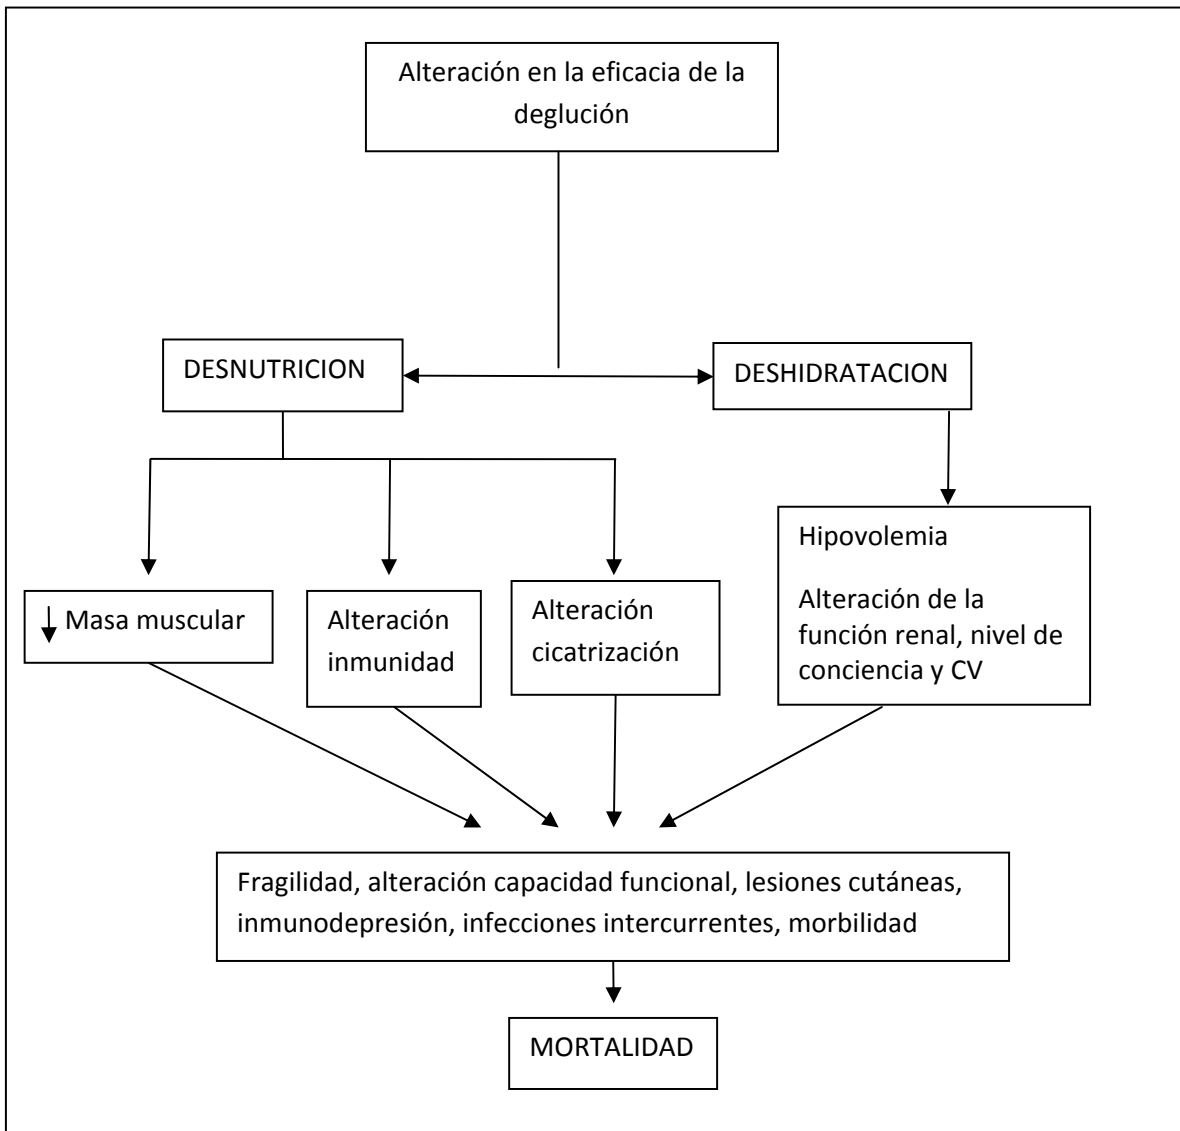 Alteración en la eficacia de la
deglución
DESNUTRICION
DESHIDRATACION
Hipovolemia
Alteración de la
función renal, nivel de
conciencia y CV
↓ Masa muscular
Alteración
inmunidad
Alteración
cicatrización
Fragilidad, alteración capacidad funcional, lesiones cutáneas,
inmunodepresión, infecciones intercurrentes, morbilidad
MORTALIDAD